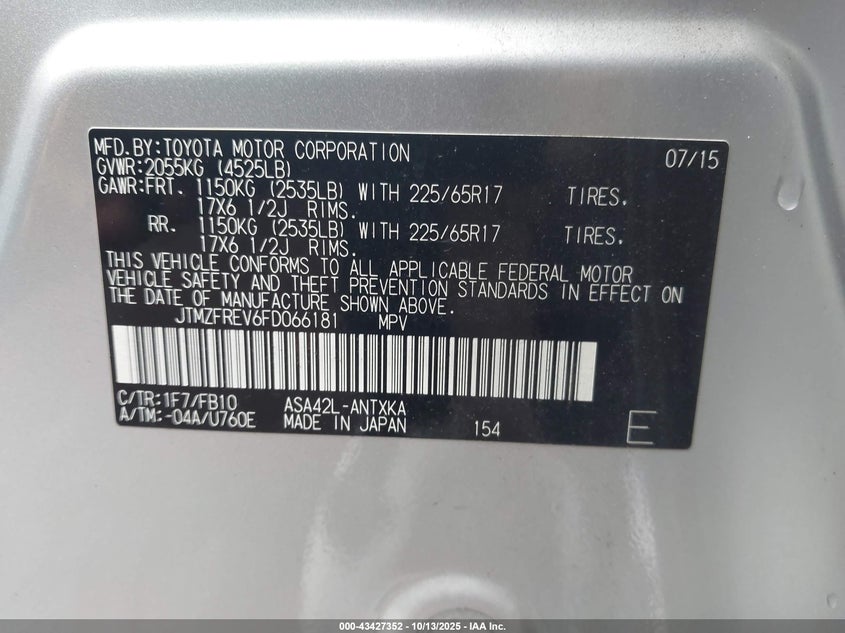 MFD.BY:TOYOTA MOTOR CORPORATION 07/15
GVWR:2055KG (4525LB)
GAWR:FRT. 1150KG (2535LB) WITH 225/65R17 TIRES.
17X6 1/2J RIMS.
RR. 1150KG (2535LB) WITH 225/65R17 TIRES.
17X6 1/2J RIMS.
THIS VEHICLE CONFORMS TO ALL APPLICABLE FEDERAL MOTOR
VEHICLE SAFETY AND THEFT PREVENTION STANDARDS IN EFFECT ON
THE DATE OF MANUFACTURE SHOWN ABOVE.
JTMZFREV6FD066181 MPV
C/TR:1F7/FB10 ASA42L-ANTXKA
A/TM:-04A/U760E MADE IN JAPAN 154 E
000-43427352 - 10/13/2025 - IAA Inc.